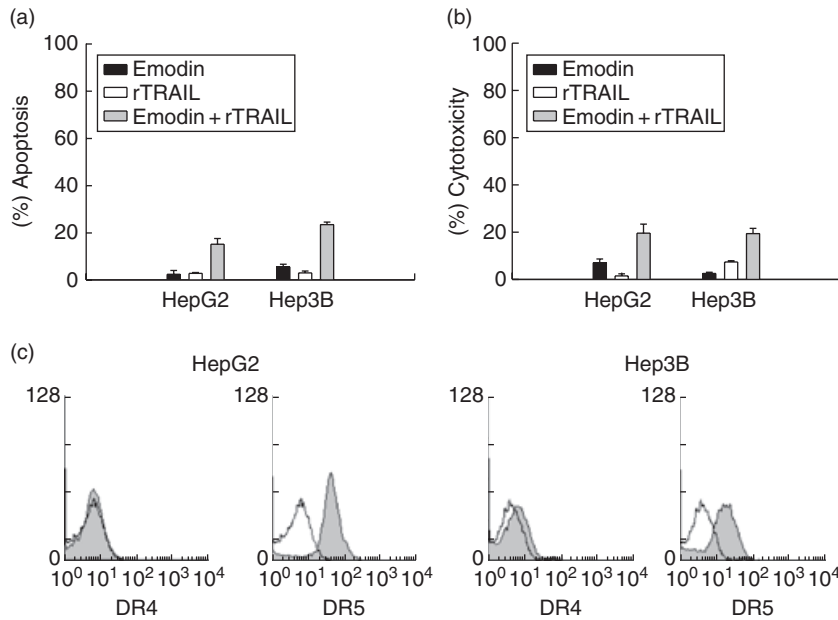 (a)
100
80
60
40
20
0
(%) Apoptosis
Emodin
rTRAIL
Emodin + rTRAIL
HepG2 Hep3B
(b)
100
80
60
40
20
0
(%) Cytotoxicity
Emodin
rTRAIL
Emodin + rTRAIL
HepG2 Hep3B
(c)
HepG2
128
0
10⁰ 10¹ 10² 10³ 10⁴
DR4
128
0
10⁰ 10¹ 10² 10³ 10⁴
DR5
Hep3B
128
0
10⁰ 10¹ 10² 10³ 10⁴
DR4
128
0
10⁰ 10¹ 10² 10³ 10⁴
DR5